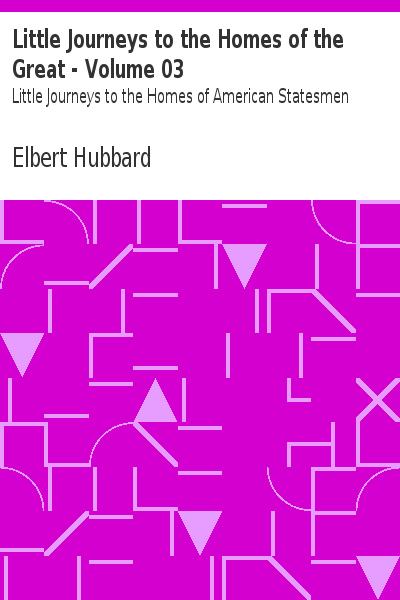 Little Journeys to the Homes of the
Great - Volume 03
Little Journeys to the Homes of American Statesmen
Elbert Hubbard